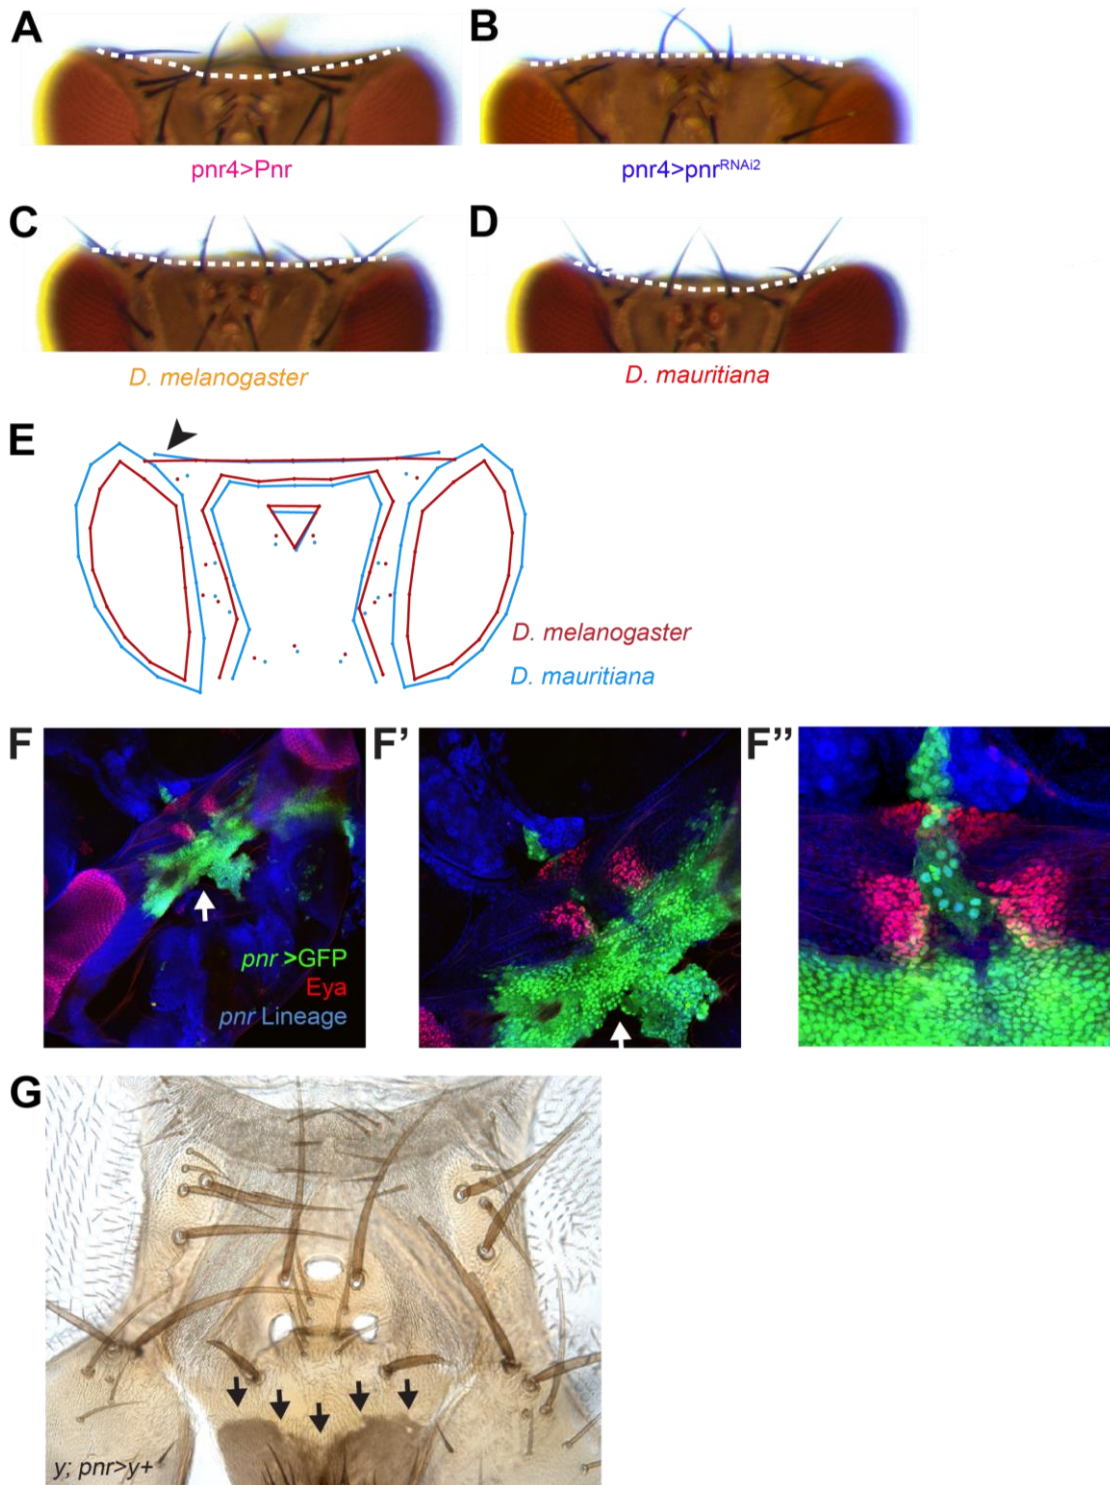 A
B
pnr4>Pnr
pnr4>pnrRNAi2
C
D
D. melanogaster
D. mauritiana
E
D. melanogaster
D. mauritiana
F
F'
F"
pnr >GFP
Eya
pnr Lineage
G
y; pnr>y+